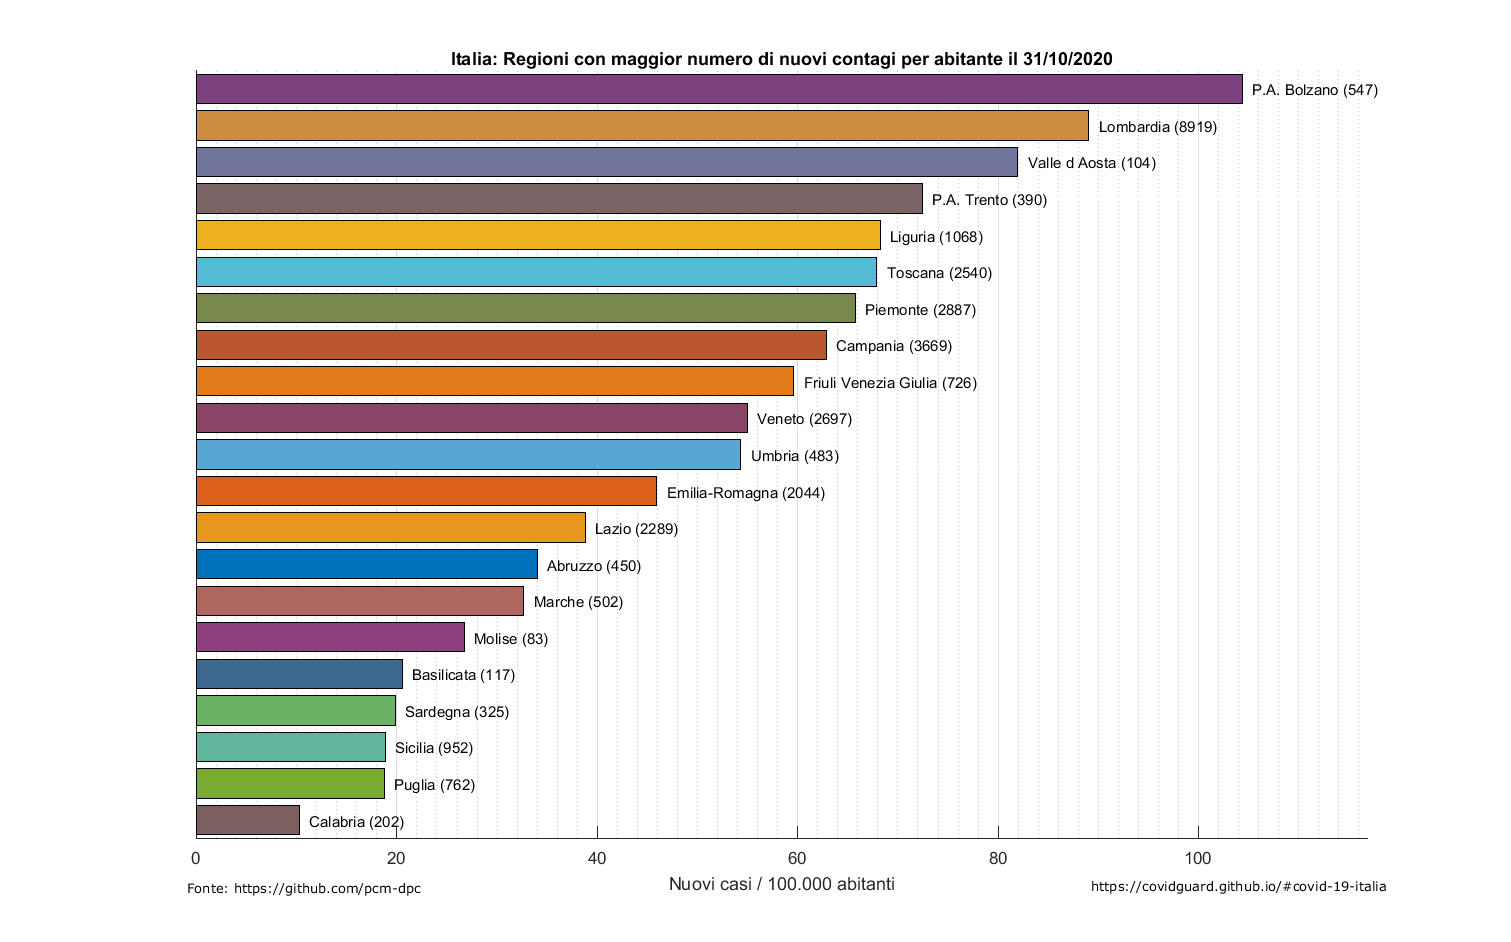 Italia: Regioni con maggior numero di nuovi contagi per abitante il 31/10/2020
P.A. Bolzano (547)
Lombardia (8919)
Valle d Aosta (104)
P.A. Trento (390)
Liguria (1068)
Toscana (2540)
Piemonte (2887)
Campania (3669)
Friuli Venezia Giulia (726)
Veneto (2697)
Umbria (483)
Emilia-Romagna (2044)
Lazio (2289)
Abruzzo (450)
Marche (502)
Molise (83)
Basilicata (117)
Sardegna (325)
Sicilia (952)
Puglia (762)
Calabria (202)
0 20 40 60 80 100
Nuovi casi / 100.000 abitanti
Fonte: https://github.com/pcm-dpc
https://covidguard.github.io/#covid-19-italia